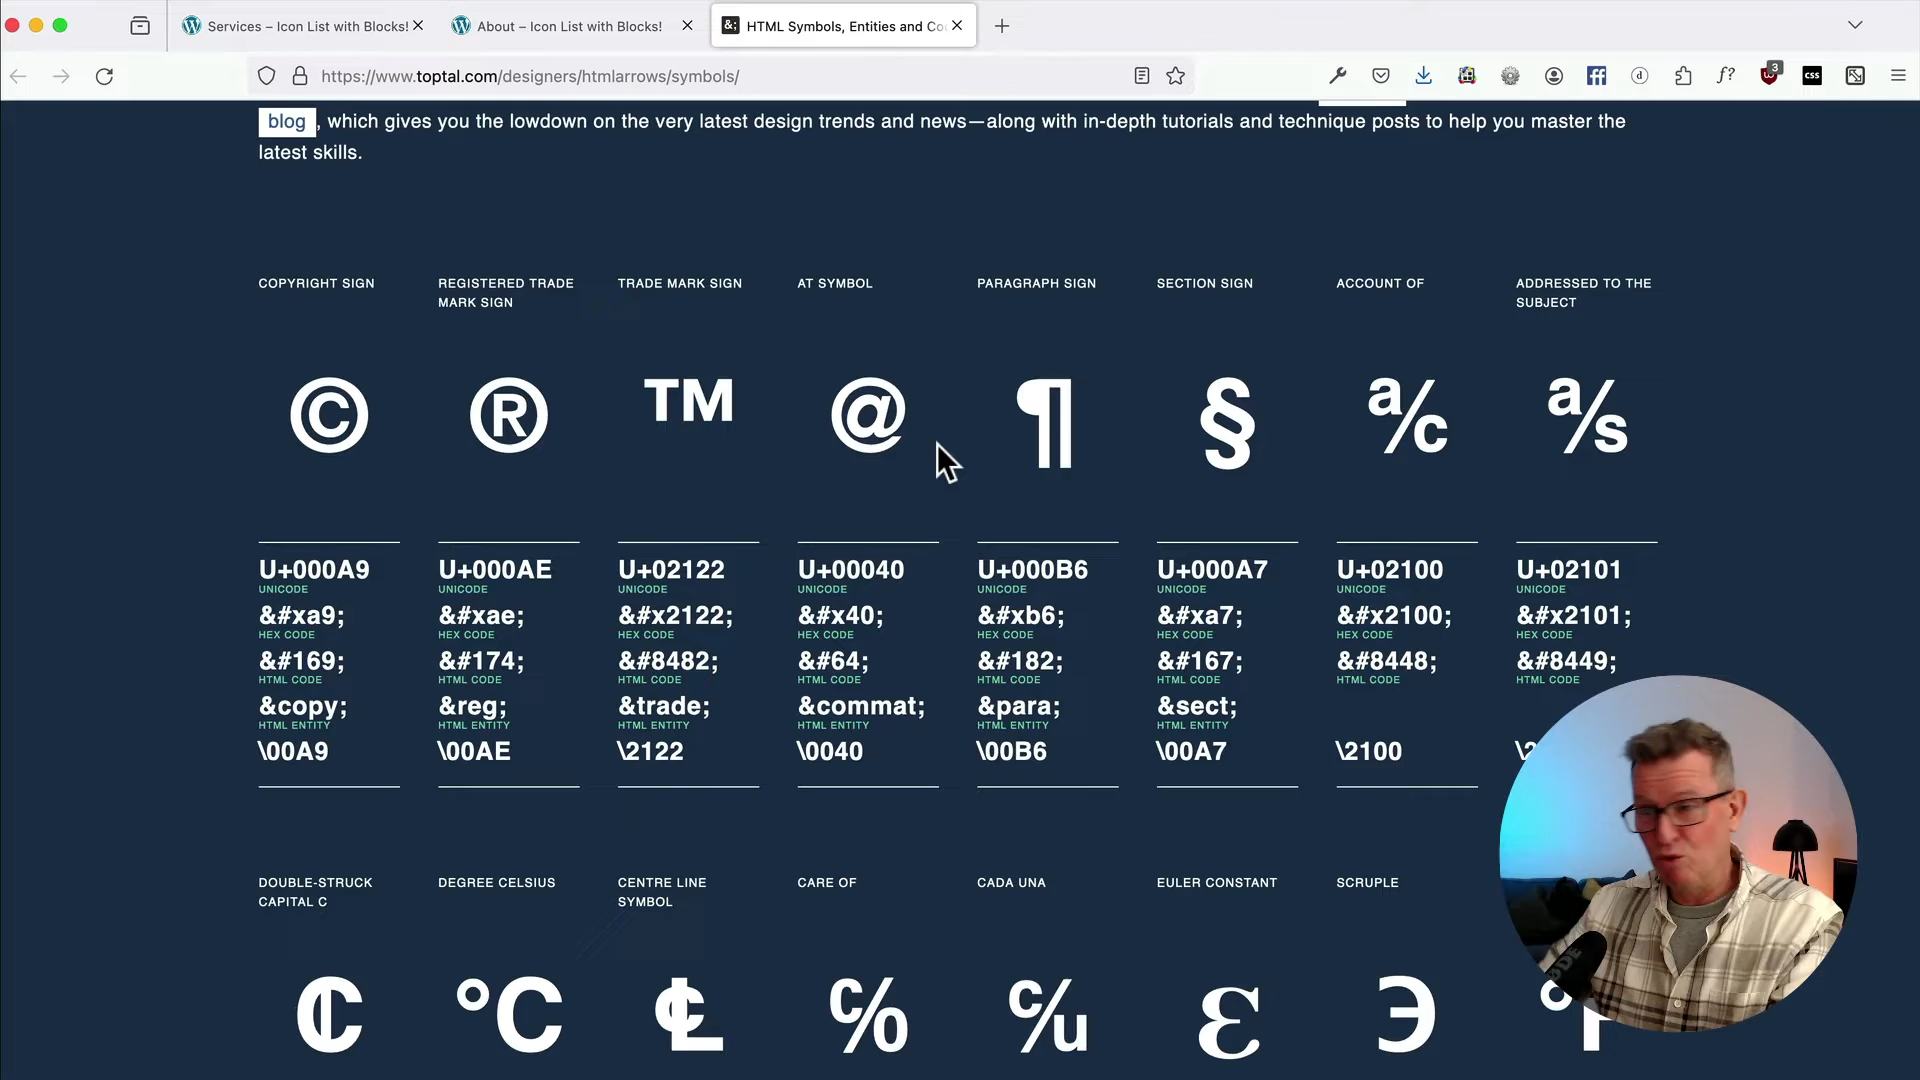 Services – Icon List with Blocks!
About – Icon List with Blocks!
&; HTML Symbols, Entities and Co
https://www.toptal.com/designers/htmlarrows/symbols/
ff
d
f?
3
css
blog , which gives you the lowdown on the very latest design trends and news—along with in-depth tutorials and technique posts to help you master the
latest skills.
COPYRIGHT SIGN
REGISTERED TRADE
MARK SIGN
TRADE MARK SIGN
AT SYMBOL
PARAGRAPH SIGN
SECTION SIGN
ACCOUNT OF
ADDRESSED TO THE
SUBJECT
© ® ™ @ ¶ § ℀ ℁
U+000A9 U+000AE U+02122 U+00040 U+000B6 U+000A7 U+02100 U+02101
UNICODE UNICODE UNICODE UNICODE UNICODE UNICODE UNICODE UNICODE
&#xa9; &#xae; &#x2122; &#x40; &#xb6; &#xa7; &#x2100; &#x2101;
HEX CODE HEX CODE HEX CODE HEX CODE HEX CODE HEX CODE HEX CODE HEX CODE
&#169; &#174; &#8482; &#64; &#182; &#167; &#8448; &#8449;
HTML CODE HTML CODE HTML CODE HTML CODE HTML CODE HTML CODE HTML CODE HTML CODE
&copy; &reg; &trade; &commat; &para; &sect;
HTML ENTITY HTML ENTITY HTML ENTITY HTML ENTITY HTML ENTITY HTML ENTITY
\00A9 \00AE \2122 \0040 \00B6 \00A7 \2100
DOUBLE-STRUCK
CAPITAL C
DEGREE CELSIUS
CENTRE LINE
SYMBOL
CARE OF
CADA UNA
EULER CONSTANT
SCRUPLE
ℂ ℃ ℄ ℅ ℆ ℇ ℈